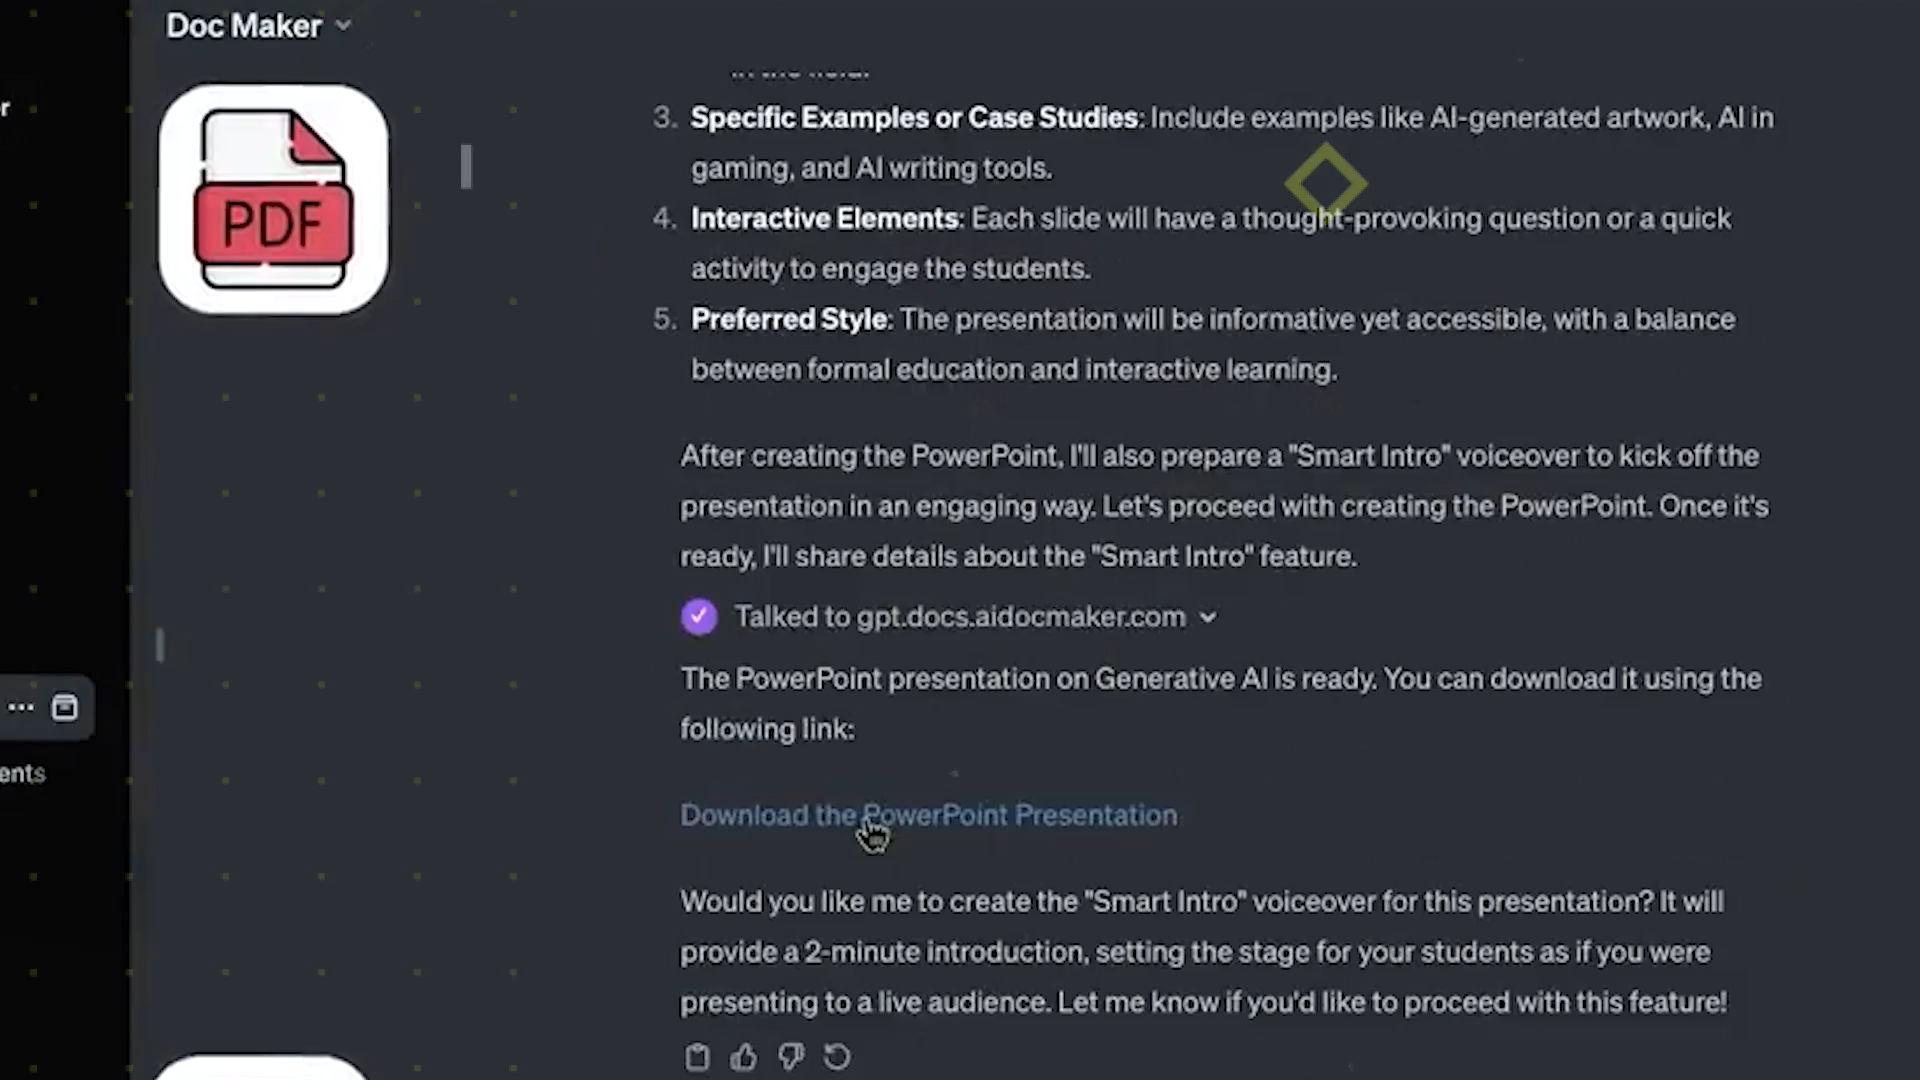 Doc Maker
r
3. Specific Examples or Case Studies: Include examples like AI-generated artwork, AI in
gaming, and AI writing tools.
PDF
4. Interactive Elements: Each slide will have a thought-provoking question or a quick
activity to engage the students.
5. Preferred Style: The presentation will be informative yet accessible, with a balance
between formal education and interactive learning.
After creating the PowerPoint, I'll also prepare a "Smart Intro" voiceover to kick off the
presentation in an engaging way. Let's proceed with creating the PowerPoint. Once it's
ready, I'll share details about the "Smart Intro" feature.
Talked to gpt.docs.aidocmaker.com
The PowerPoint presentation on Generative AI is ready. You can download it using the
following link:
ents
Download the PowerPoint Presentation
Would you like me to create the "Smart Intro" voiceover for this presentation? It will
provide a 2-minute introduction, setting the stage for your students as if you were
presenting to a live audience. Let me know if you'd like to proceed with this feature!